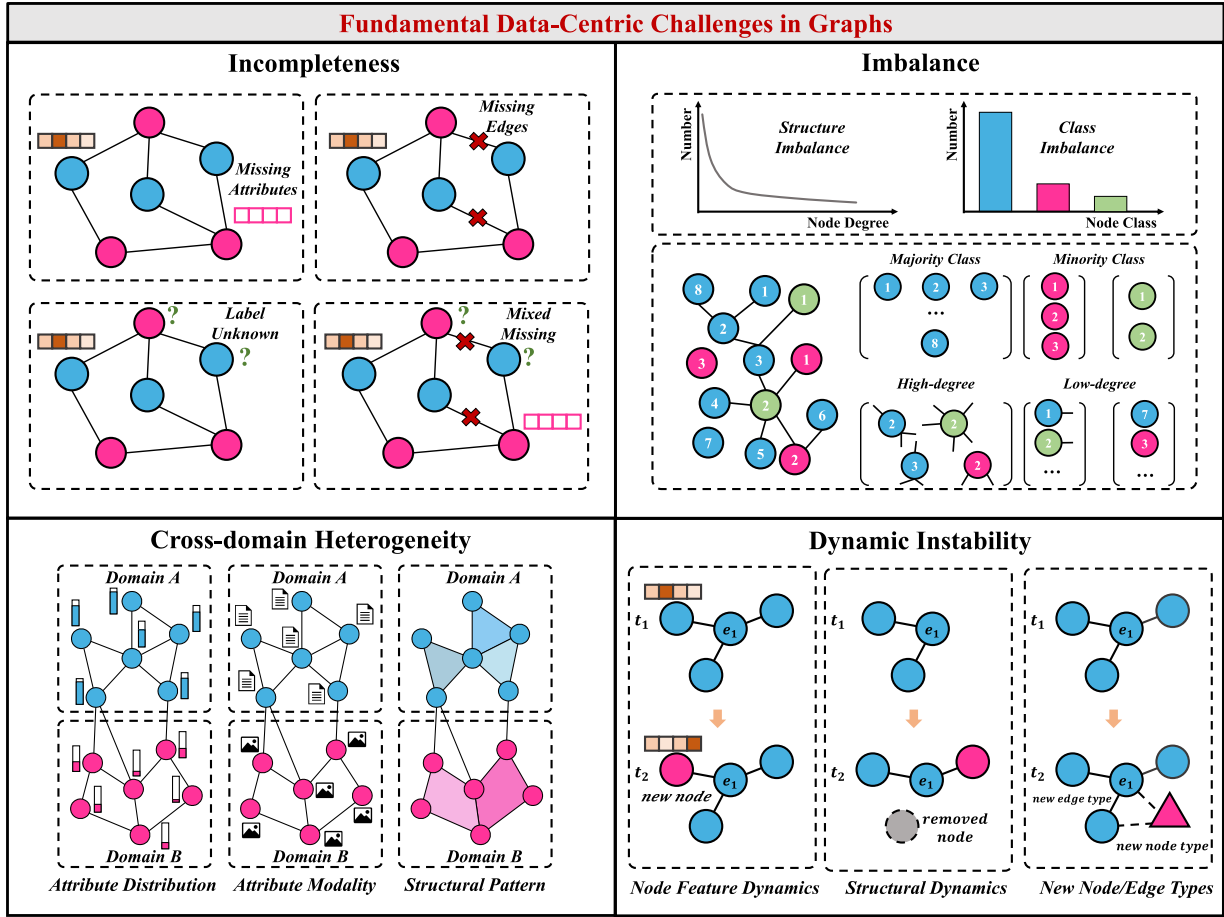 Fundamental Data-Centric Challenges in Graphs
Incompleteness
Missing
Attributes
Missing
Edges
?
Label
Unknown
?
?
Mixed
Missing
?
Imbalance
Number
Structure
Imbalance
Node Degree
Number
Class
Imbalance
Node Class
8
1
1
2
3
3
1
4
2
6
7
5
2
Majority Class
1
2
3
...
8
Minority Class
1
2
3
1
2
High-degree
2
2
3
2
Low-degree
1
2
...
7
3
...
Cross-domain Heterogeneity
Domain A
Domain B
Attribute Distribution
Domain A
Domain B
Attribute Modality
Domain A
Domain B
Structural Pattern
Dynamic Instability
t1
e1
t2
e1
new node
Node Feature Dynamics
t1
e1
t2
e1
removed
node
Structural Dynamics
t1
e1
t2
e1
new edge type
new node type
New Node/Edge Types